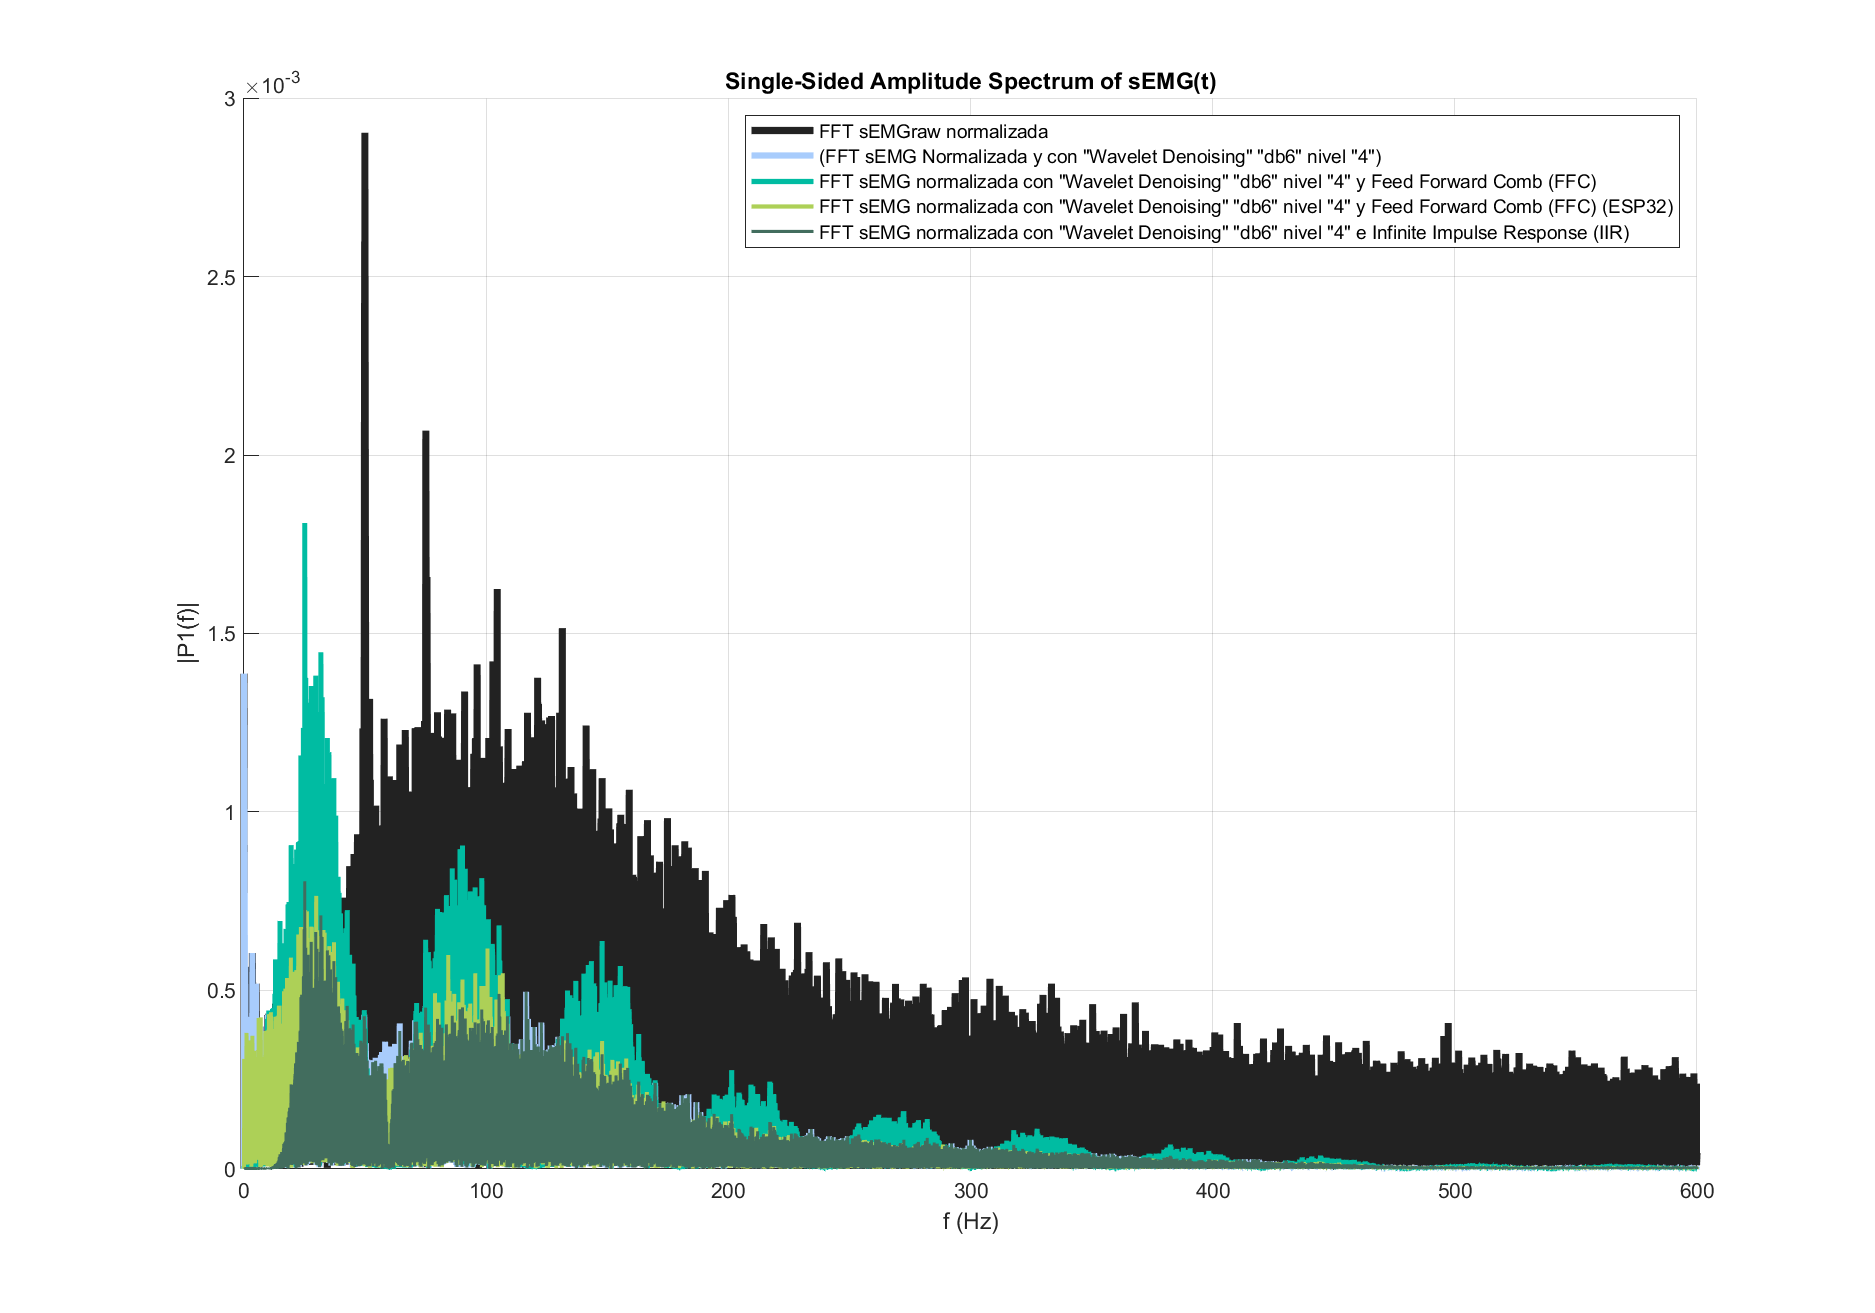 Single-Sided Amplitude Spectrum of sEMG(t)
×10-3
3
2.5
2
1.5
1
0.5
0
|P1(f)|
FFT sEMGraw normalizada
(FFT sEMG Normalizada y con "Wavelet Denoising" "db6" nivel "4")
FFT sEMG normalizada con "Wavelet Denoising" "db6" nivel "4" y Feed Forward Comb (FFC)
FFT sEMG normalizada con "Wavelet Denoising" "db6" nivel "4" y Feed Forward Comb (FFC) (ESP32)
FFT sEMG normalizada con "Wavelet Denoising" "db6" nivel "4" e Infinite Impulse Response (IIR)
0 100 200 300 400 500 600
f (Hz)